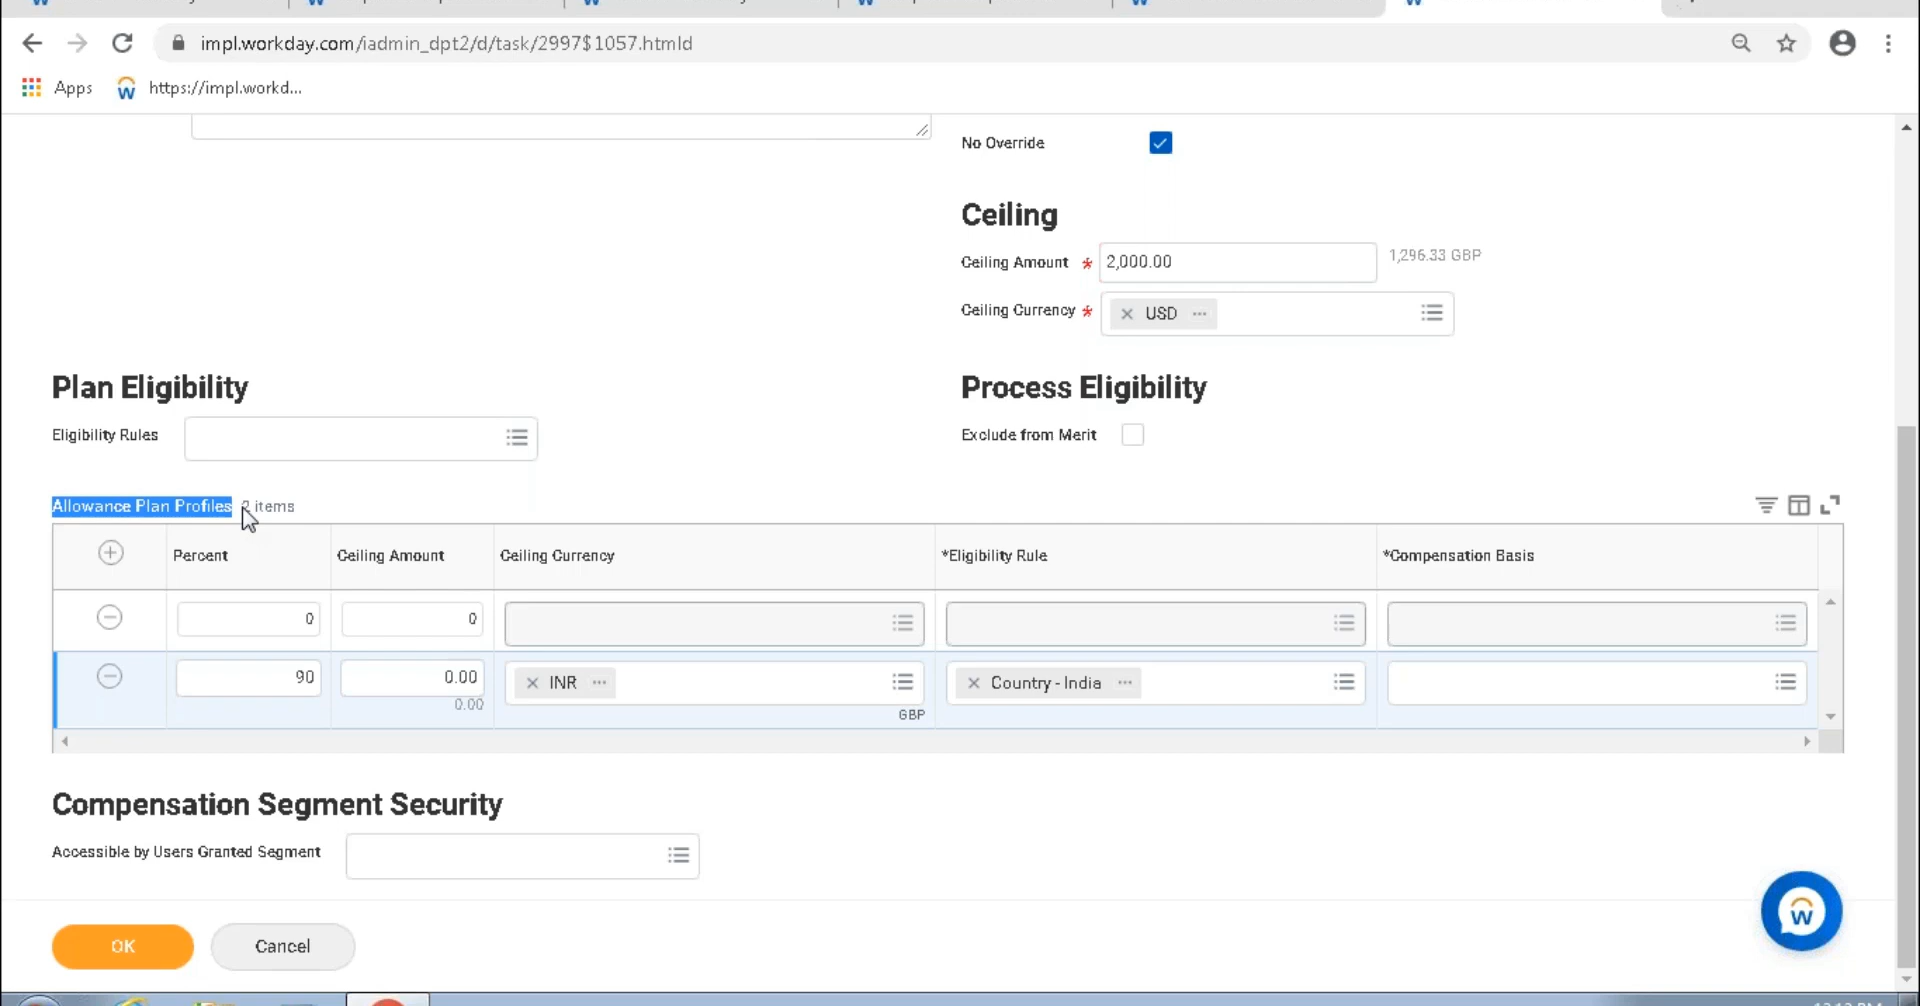 impl.workday.com/iadmin_dpt2/d/task/2997$1057.htmld
Apps
https://impl.workd...
No Override
Ceiling
Ceiling Amount *
2,000.00
1,296.33 GBP
Ceiling Currency *
USD
Plan Eligibility
Process Eligibility
Eligibility Rules
Exclude from Merit
Allowance Plan Profiles 2 items
Percent
Ceiling Amount
Ceiling Currency
*Eligibility Rule
*Compensation Basis
0
0
90
0.00
INR
Country - India
0.00
GBP
Compensation Segment Security
Accessible by Users Granted Segment
OK
Cancel